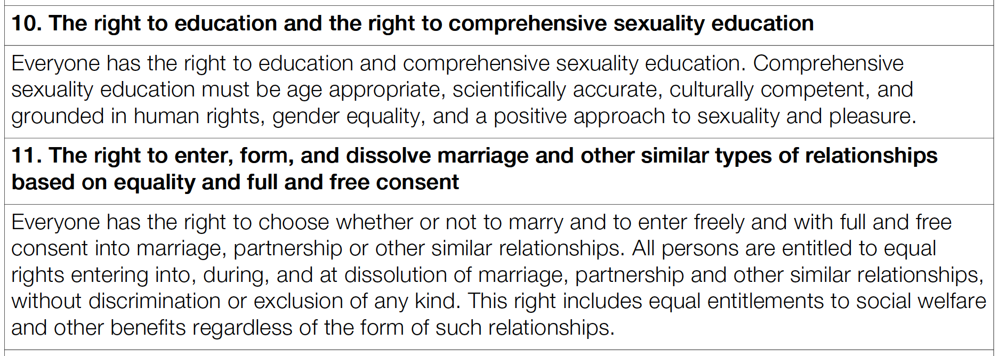 10. The right to education and the right to comprehensive sexuality education
Everyone has the right to education and comprehensive sexuality education. Comprehensive
sexuality education must be age appropriate, scientifically accurate, culturally competent, and
grounded in human rights, gender equality, and a positive approach to sexuality and pleasure.
11. The right to enter, form, and dissolve marriage and other similar types of relationships
based on equality and full and free consent
Everyone has the right to choose whether or not to marry and to enter freely and with full and free
consent into marriage, partnership or other similar relationships. All persons are entitled to equal
rights entering into, during, and at dissolution of marriage, partnership and other similar relationships,
without discrimination or exclusion of any kind. This right includes equal entitlements to social welfare
and other benefits regardless of the form of such relationships.